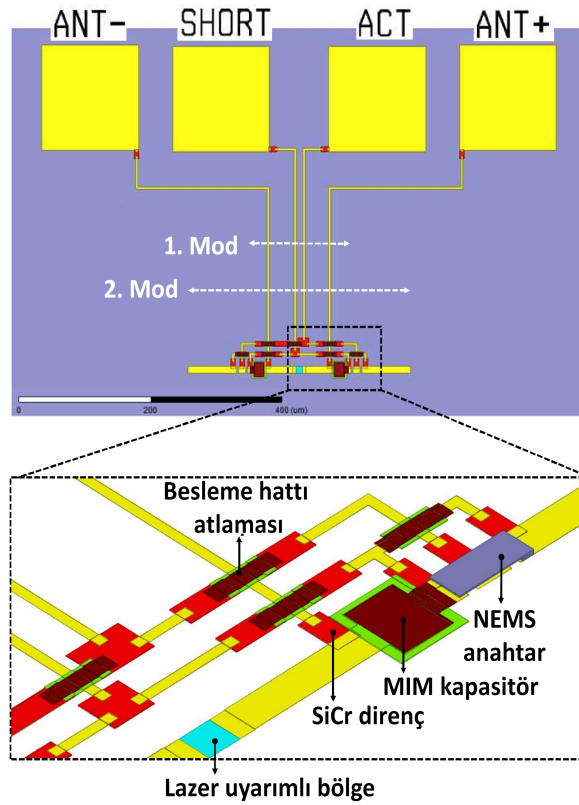 ANT- SHORT ACT ANT+
1. Mod
2. Mod
0 200 400 (um)
Besleme hattı
atlaması
NEMS
anahtar
MIM kapasitör
SiCr direnç
Lazer uyarımlı bölge